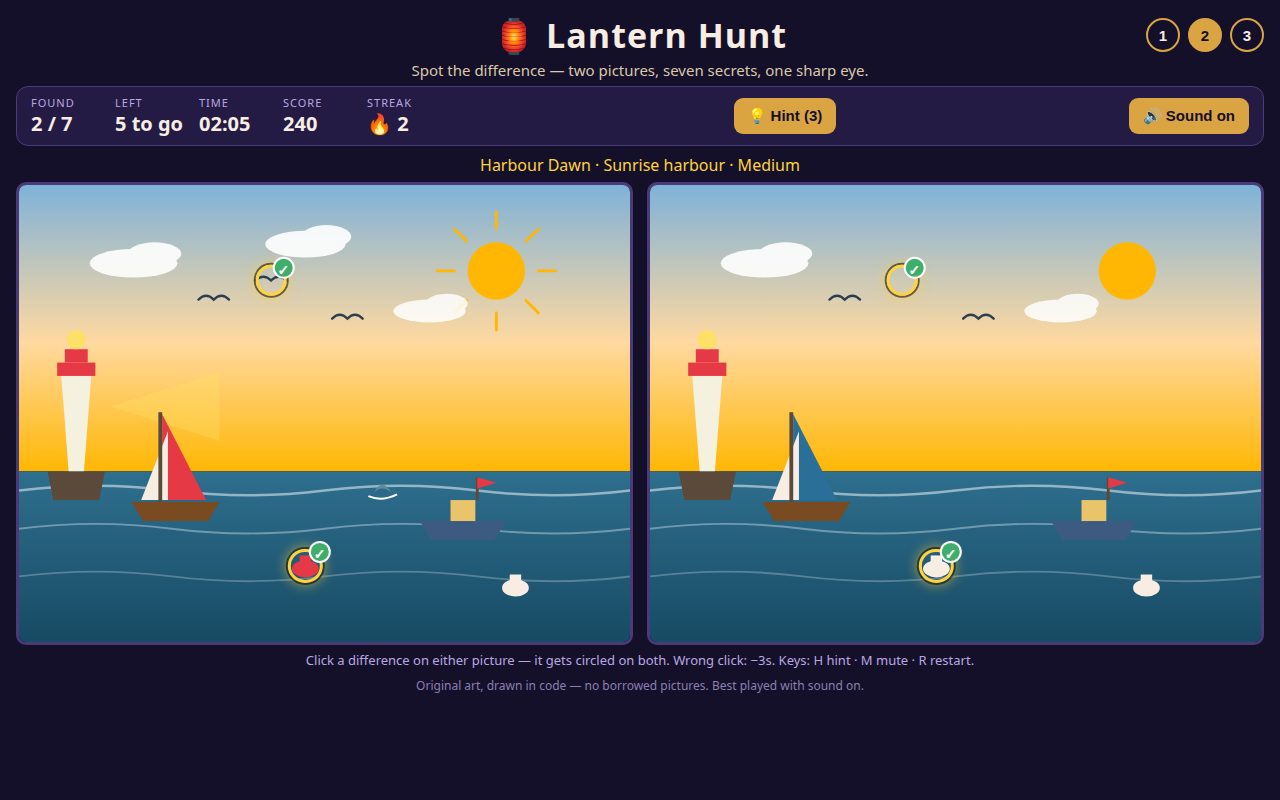 🏮 Lantern Hunt
1 2 3
Spot the difference — two pictures, seven secrets, one sharp eye.
FOUND LEFT TIME SCORE STREAK
2 / 7 5 to go 02:05 240 🔥 2
💡 Hint (3)
🔊 Sound on
Harbour Dawn · Sunrise harbour · Medium
Click a difference on either picture — it gets circled on both. Wrong click: −3s. Keys: H hint · M mute · R restart.
Original art, drawn in code — no borrowed pictures. Best played with sound on.